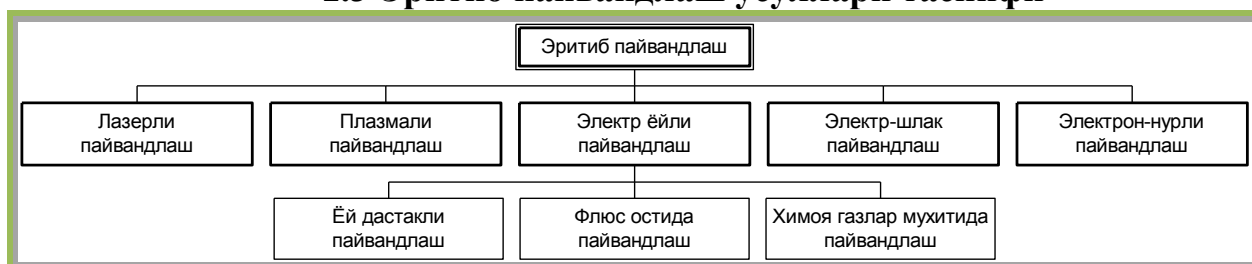 Эритиб пайвандлаш
Лазерли
пайвандлаш
Плазмали
пайвандлаш
Электр ёйли
пайвандлаш
Электр-шлак
пайвандлаш
Электрон-нурли
пайвандлаш
Ёй дастакли
пайвандлаш
Флюс остида
пайвандлаш
Химоя газлар мухитида
пайвандлаш